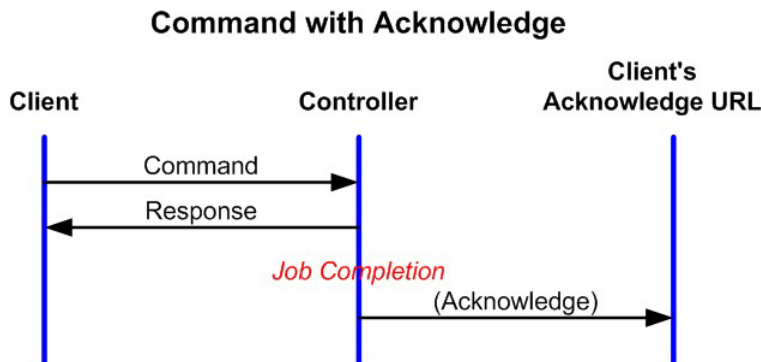 Command with Acknowledge
Client's
Client
Controller
Acknowledge URL
Command
Response
Job Completion
(Acknowledge)